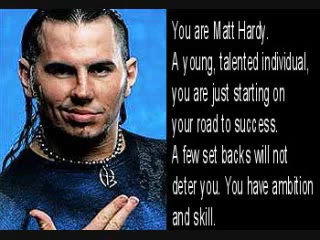 You are Matt Hardy.
A young, talented individual,
you are just starting on
your road to success.
A few set backs will not
deter you. You have ambition
and skill.